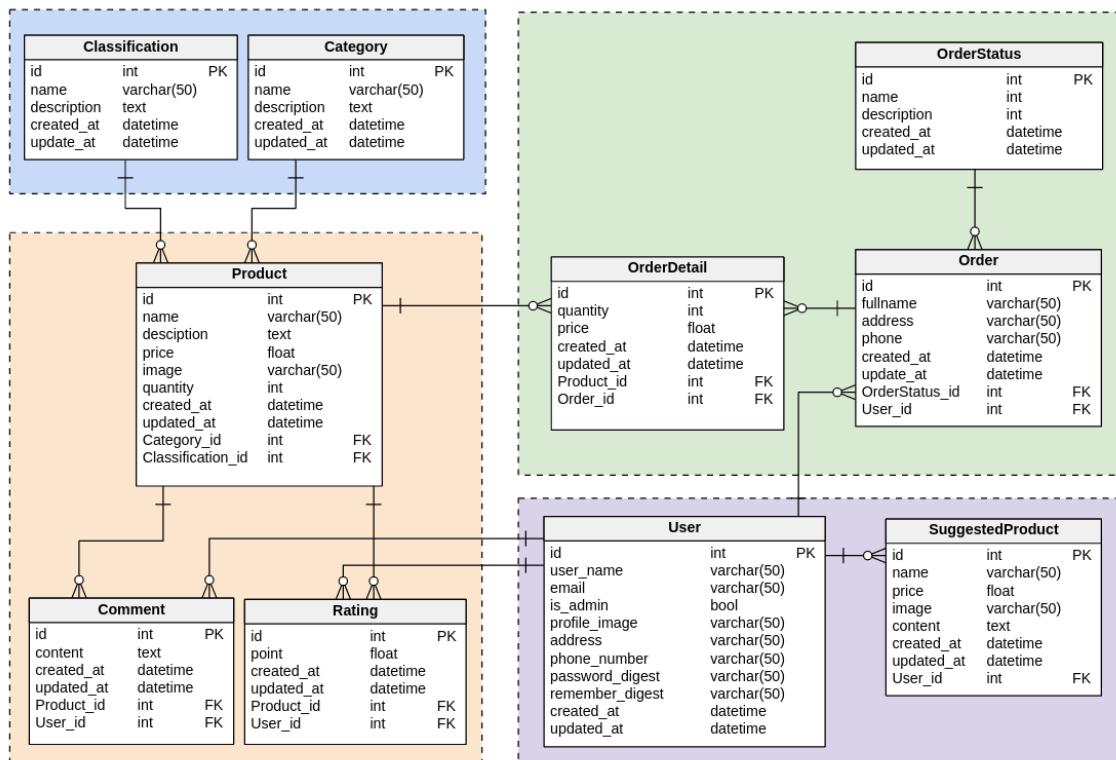 Classification
id int PK
name varchar(50)
description text
created_at datetime
update_at datetime
Category
id int PK
name varchar(50)
description text
created_at datetime
updated_at datetime
OrderStatus
id int PK
name int
description int
created_at datetime
updated_at datetime
Product
id int PK
name varchar(50)
desciption text
price float
image varchar(50)
quantity int
created_at datetime
updated_at datetime
Category_id int FK
Classification_id int FK
OrderDetail
id int PK
quantity int
price float
created_at datetime
updated_at datetime
Product_id int FK
Order_id int FK
Order
id int PK
fullname varchar(50)
address varchar(50)
phone varchar(50)
created_at datetime
update_at datetime
OrderStatus_id int FK
User_id int FK
Comment
id int PK
content text
created_at datetime
updated_at datetime
Product_id int FK
User_id int FK
Rating
id int PK
point float
created_at datetime
updated_at datetime
Product_id int FK
User_id int FK
User
id int PK
user_name varchar(50)
email varchar(50)
is_admin bool
profile_image varchar(50)
address varchar(50)
phone_number varchar(50)
password_digest varchar(50)
remember_digest varchar(50)
created_at datetime
updated_at datetime
SuggestedProduct
id int PK
name varchar(50)
price float
image varchar(50)
content text
created_at datetime
updated_at datetime
User_id int FK